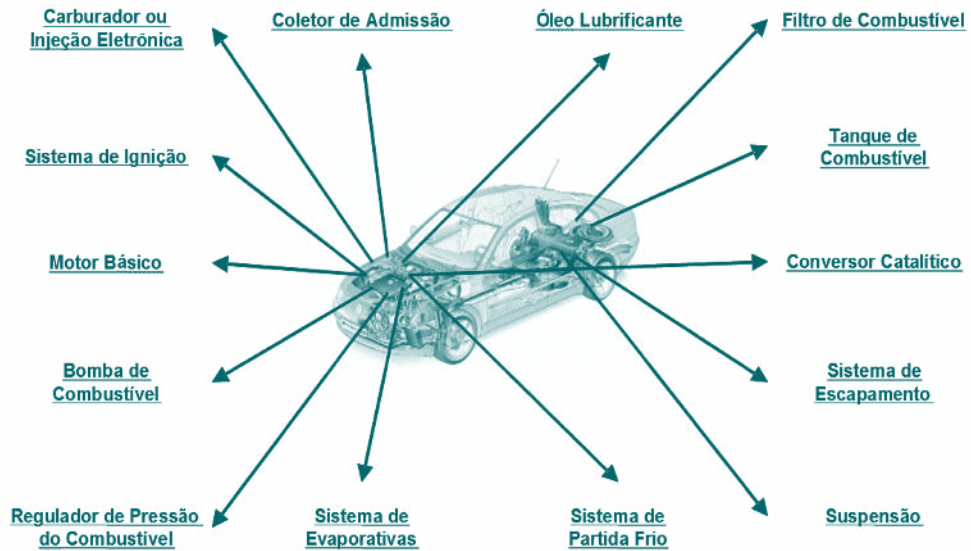 Carburador ou
Injeção Eletrônica
Coletor de Admissão
Óleo Lubrificante
Filtro de Combustível
Sistema de Ignição
Tanque de
Combustível
Motor Básico
Conversor Catalítico
Bomba de
Combustível
Sistema de
Escapamento
Regulador de Pressão
do Combustível
Sistema de
Evaporativas
Sistema de
Partida Frio
Suspensão